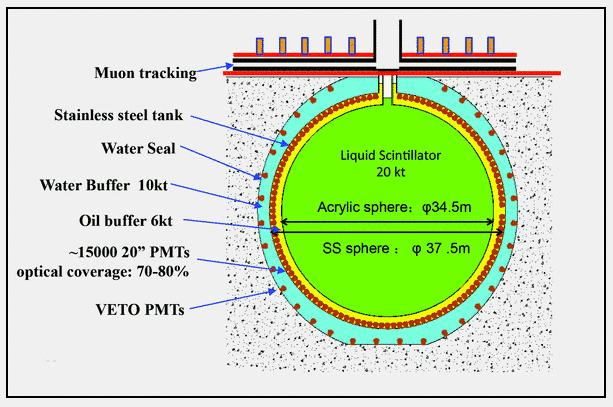 Muon tracking
Stainless steel tank
Water Seal
Water Buffer 10kt
Oil buffer 6kt
~15000 20” PMTs
optical coverage: 70-80%
VETO PMTs
Liquid Scintillator
20 kt
Acrylic sphere: φ34.5m
SS sphere : φ 37 .5m